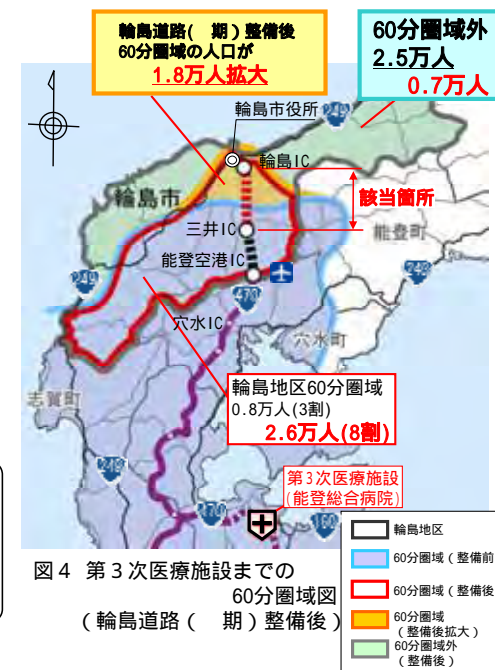 輪島道路(　期)整備後
60分圏域の人口が
1.8万人拡大
60分圏域外
2.5万人
0.7万人
249
輪島市役所
輪島IC
輪島市
該当箇所
三井IC
能登町
能登空港IC
249
249
470
穴水IC
穴水町
志賀町
輪島地区60分圏域
0.8万人(3割)
2.6万人(8割)
249
第3次医療施設
(能登総合病院)
470
160
輪島地区
60分圏域(整備前
60分圏域(整備後
60分圏域
(整備後拡大)
60分圏域外
(整備後)
図4 第3次医療施設までの
60分圏域図
(輪島道路(　期)整備後)